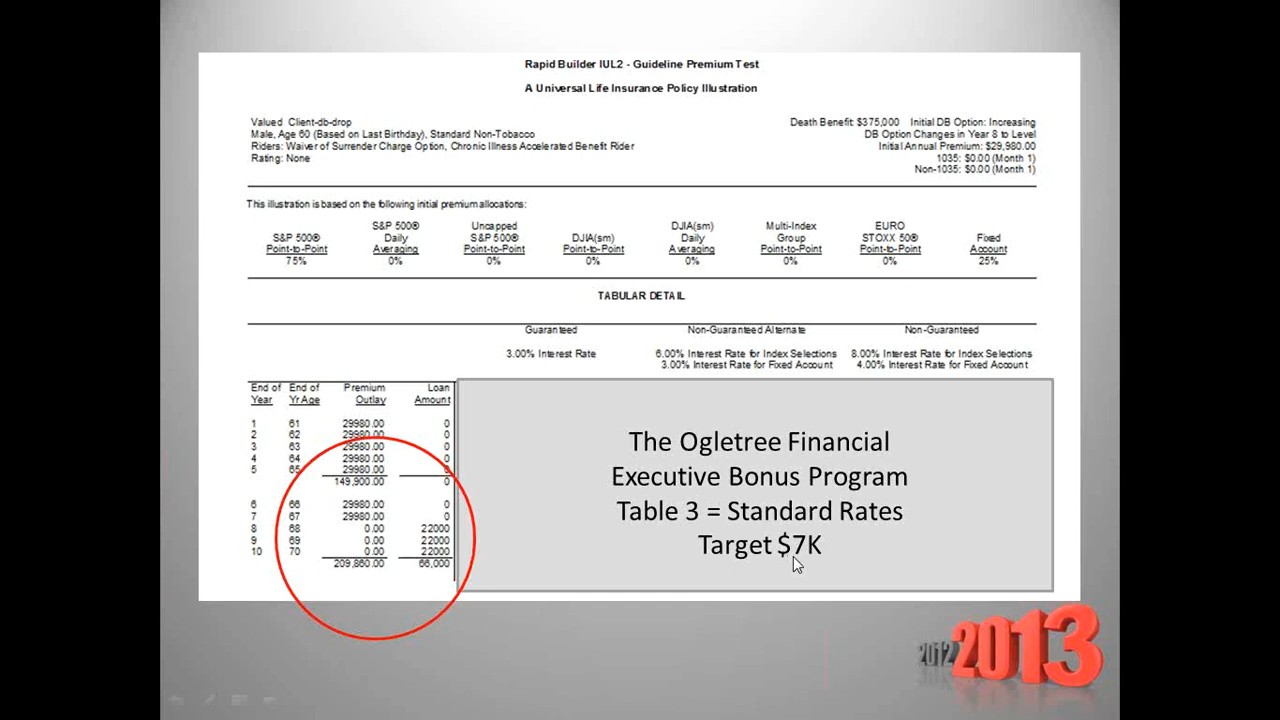 Rapid Builder IUL2 - Guideline Premium Test
A Universal Life Insurance Policy Illustration
Valued Client-db-drop
Male, Age 60 (Based on Last Birthday), Standard Non-Tobacco
Riders: Waiver of Surrender Charge Option, Chronic Illness Accelerated Benefit Rider
Rating: None
Death Benefit: $375,000 Initial DB Option: Increasing
DB Option Changes in Year 8 to Level
Initial Annual Premium: $29,980.00
1035: $0.00 (Month 1)
Non-1035: $0.00 (Month 1)
This illustration is based on the following initial premium allocations:
S&P 500® Uncapped DJIA(sm) Multi-Index EURO
S&P 500® Daily S&P 500® DJIA(sm) Daily Group STOXX 50® Fixed
Point-to-Point Averaging Point-to-Point Point-to-Point Averaging Point-to-Point Point-to-Point Account
75% 0% 0% 0% 0% 0% 0% 25%
TABULAR DETAIL
Guaranteed Non-Guaranteed Alternate Non-Guaranteed
3.00% Interest Rate 6.00% Interest Rate for Index Selections 8.00% Interest Rate for Index Selections
3.00% Interest Rate for Fixed Account 4.00% Interest Rate for Fixed Account
End of End of Premium Loan
Year Yr Age Outlay Amount
1 61 29980.00 0
2 62 29980.00 0
3 63 29980.00 0
4 64 29980.00 0
5 65 29980.00 0
149,900.00 0
6 66 29980.00 0
7 67 29980.00 0
8 68 0.00 22000
9 69 0.00 22000
10 70 0.00 22000
209,860.00 66,000
The Ogletree Financial
Executive Bonus Program
Table 3 = Standard Rates
Target $7K
2012 2013